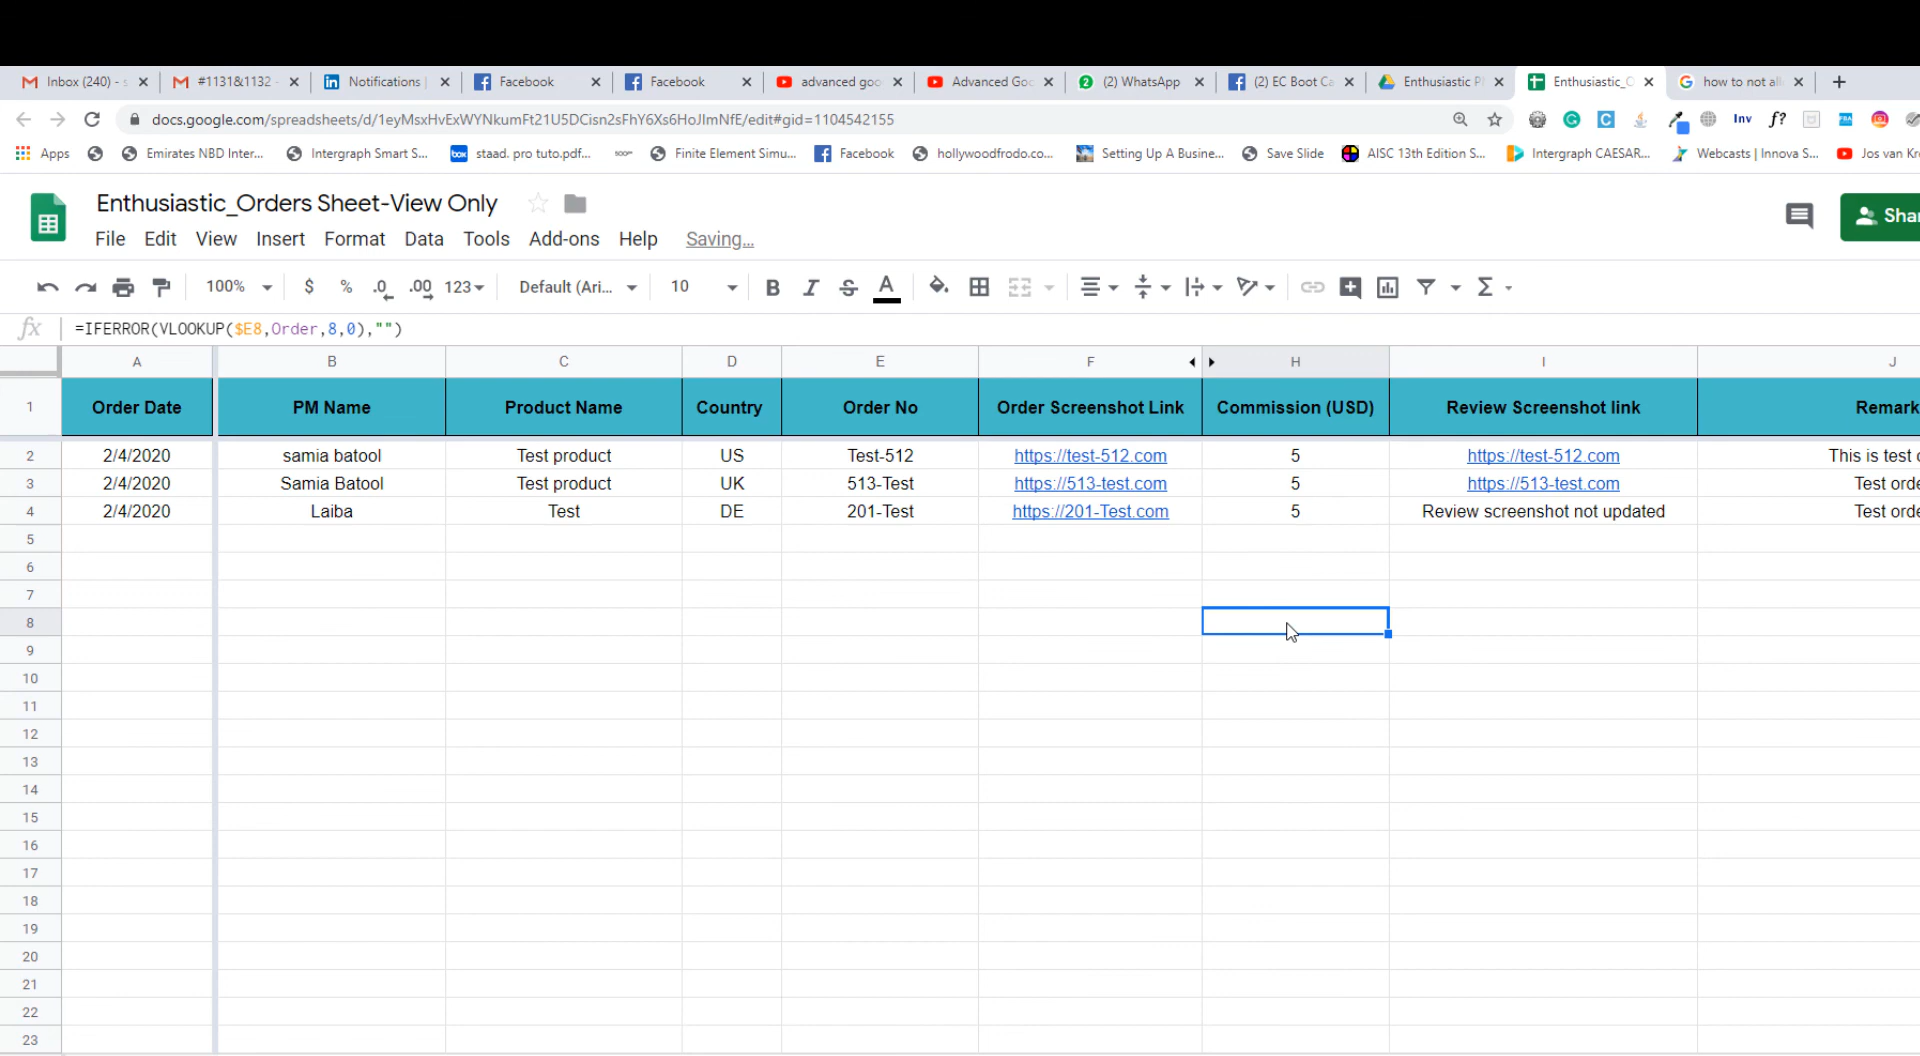 Inbox (240) - s #1131&1132 - Notifications | Facebook Facebook advanced goo Advanced Goo (2) WhatsApp (2) EC Boot Ca Enthusiastic P Enthusiastic_O how to not all
docs.google.com/spreadsheets/d/1eyMsxHvExWYNkumFt21U5DCisn2sFhY6Xs6HoJImNfE/edit#gid=1104542155 Inv f?
Apps Emirates NBD Inter... Intergraph Smart S... box staad. pro tuto.pdf... Finite Element Simu... Facebook hollywoodfrodo.co... Setting Up A Busine... Save Slide AISC 13th Edition S... Intergraph CAESAR... Webcasts | Innova S... Jos van Kr
Enthusiastic_Orders Sheet-View Only
Shar
File Edit View Insert Format Data Tools Add-ons Help Saving...
100% $ % .0 .00 123 Default (Ari... 10 B I S A Σ
fx =IFERROR(VLOOKUP($E8,Order,8,0),"")
A B C D E F H I J
1 Order Date PM Name Product Name Country Order No Order Screenshot Link Commission (USD) Review Screenshot link Remark
2 2/4/2020 samia batool Test product US Test-512 https://test-512.com 5 https://test-512.com This is test o
3 2/4/2020 Samia Batool Test product UK 513-Test https://513-test.com 5 https://513-test.com Test orde
4 2/4/2020 Laiba Test DE 201-Test https://201-Test.com 5 Review screenshot not updated Test orde
5
6
7
8
9
10
11
12
13
14
15
16
17
18
19
20
21
22
23